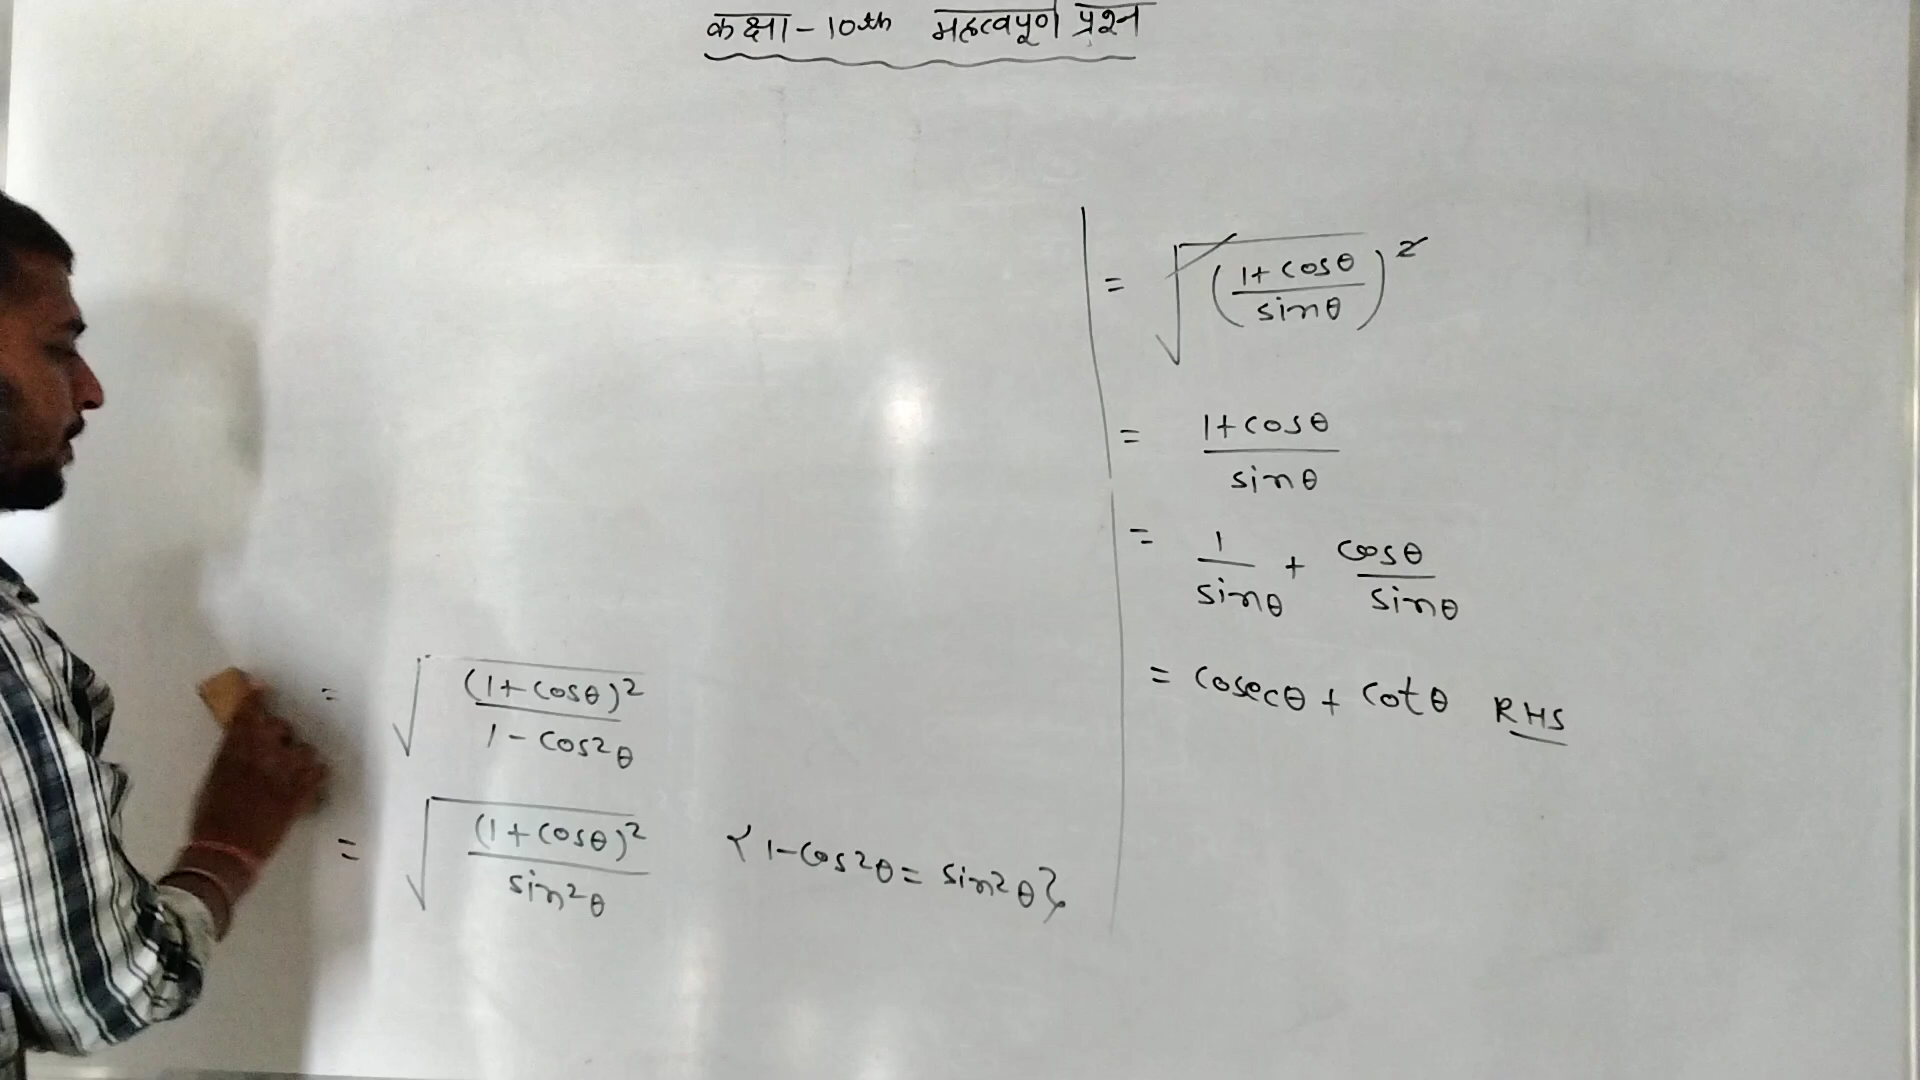 कक्षा - 10th महत्वपूर्ण प्रश्न
= √((1+cosθ)² / (1-cos²θ))
= √((1+cosθ)² / sin²θ) {1-cos²θ = sin²θ}
= √((1+cosθ)/sinθ)²
= (1+cosθ)/sinθ
= 1/sinθ + cosθ/sinθ
= cosecθ + cotθ RHS